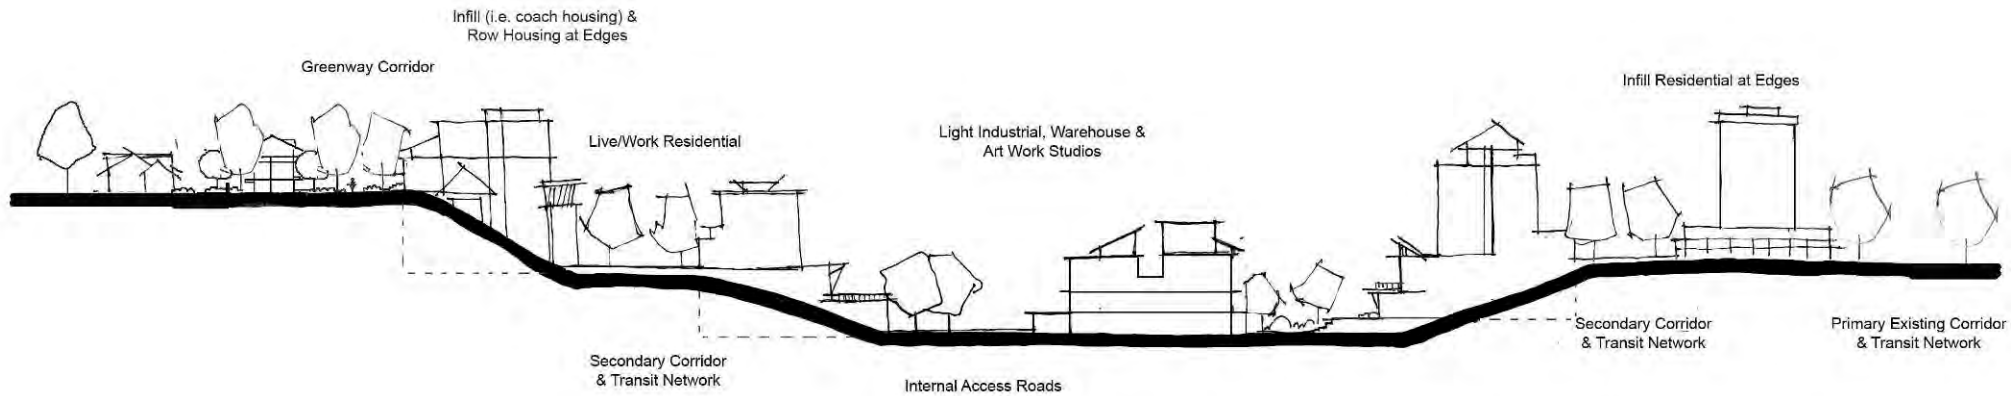 Infill (i.e. coach housing) &
Row Housing at Edges
Greenway Corridor
Infill Residential at Edges
Live/Work Residential
Light Industrial, Warehouse &
Art Work Studios
Secondary Corridor
& Transit Network
Internal Access Roads
Secondary Corridor
& Transit Network
Primary Existing Corridor
& Transit Network